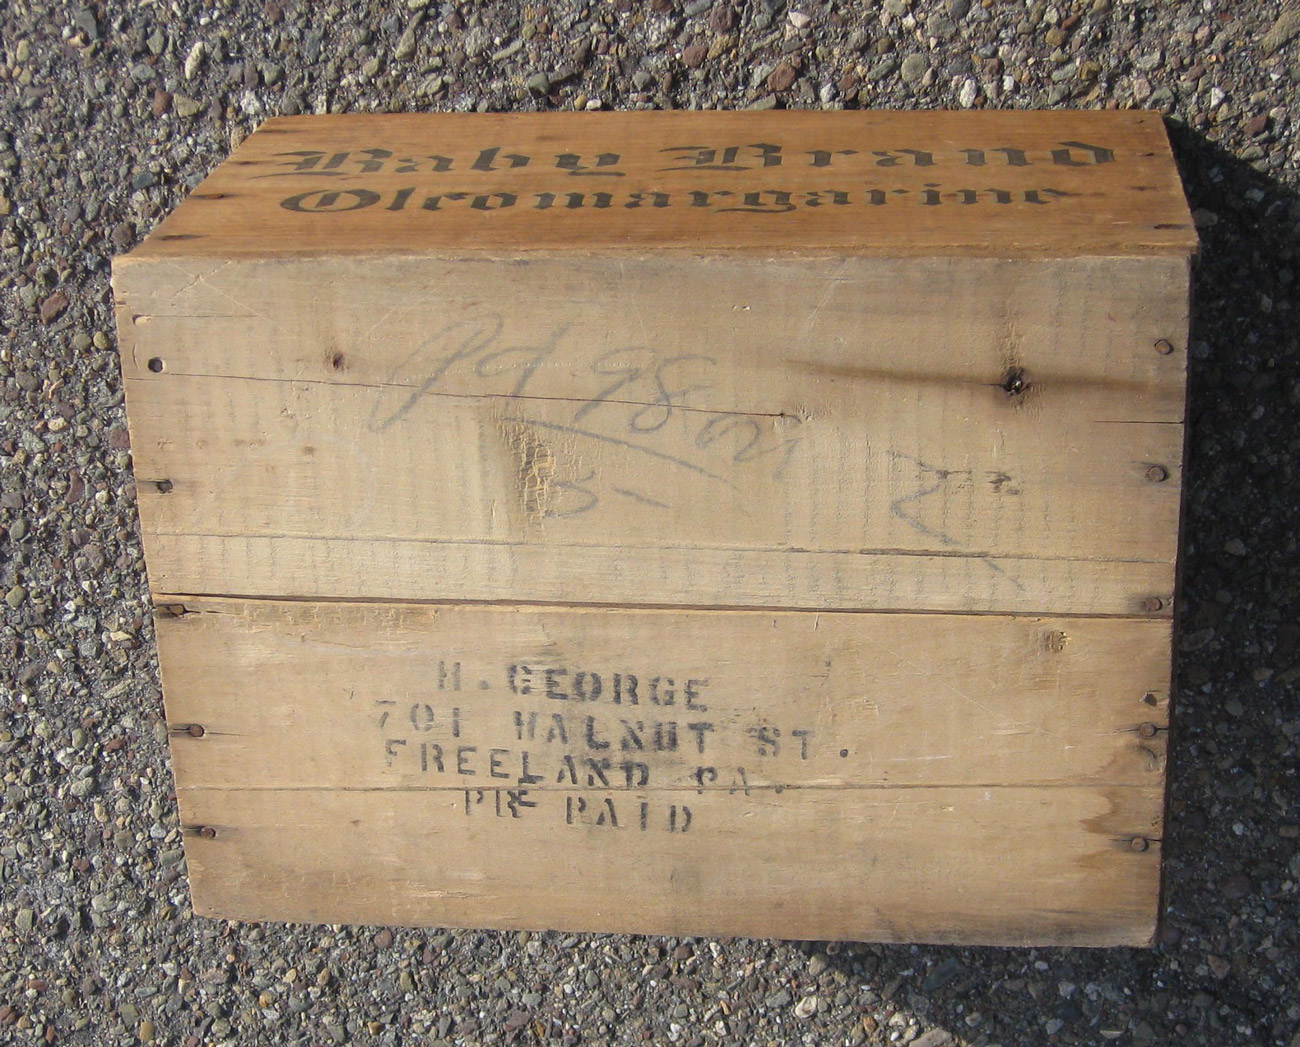 Baby Brand
Oleomargarine
H. GEORGE
701 WALNUT ST.
FREELAND PA.
PRE PAID